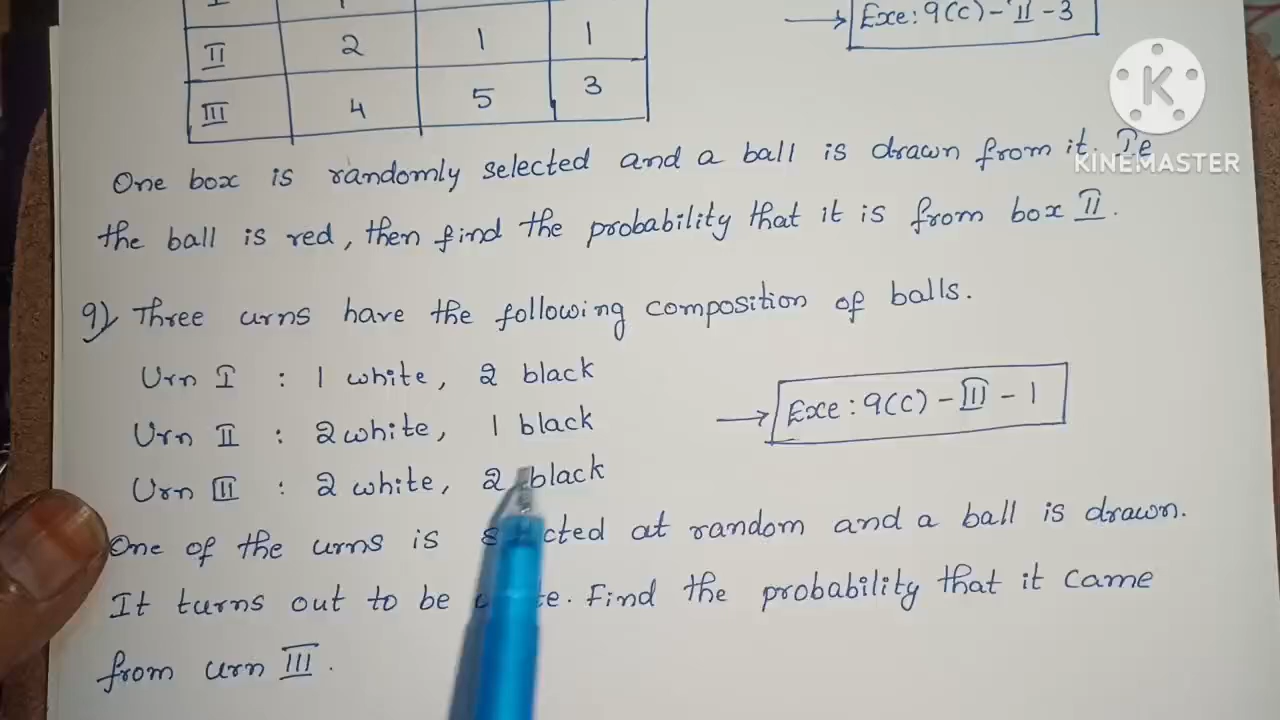 II 2 1 1
→ Exe: 9(c)-II-3
III 4 5 3
K
KINEMASTER
One box is randomly selected and a ball is drawn from it.
the ball is red, then find the probability that it is from box II.
9) Three urns have the following composition of balls.
Urn I : 1 white, 2 black
Urn II : 2 white, 1 black
→ Exe: 9(c)-III-1
Urn III : 2 white, 2 black
One of the urns is at random and a ball is drawn.
It turns out to be . Find the probability that it came
from urn III.